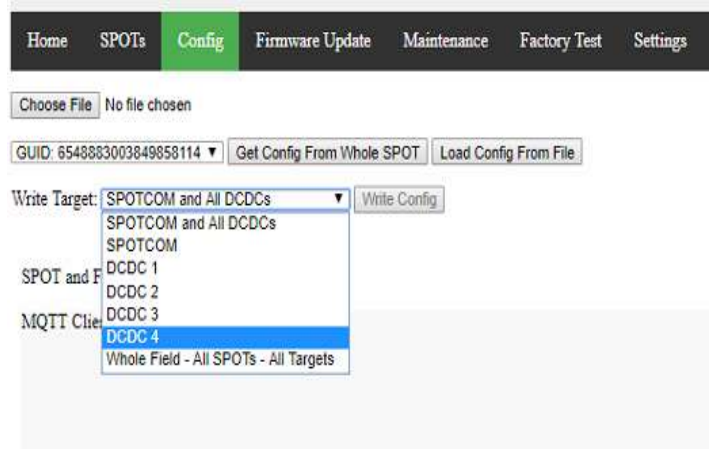 Home SPOTs Config Firmware Update Maintenance Factory Test Settings
Choose File No file chosen
GUID: 6548883003849858114 Get Config From Whole SPOT Load Config From File
Write Target: SPOTCOM and All DCDCs Write Config
SPOTCOM and All DCDCs
SPOTCOM
DCDC 1
SPOT and F
DCDC 2
DCDC 3
MQTT Clie
DCDC 4
Whole Field - All SPOTs - All Targets